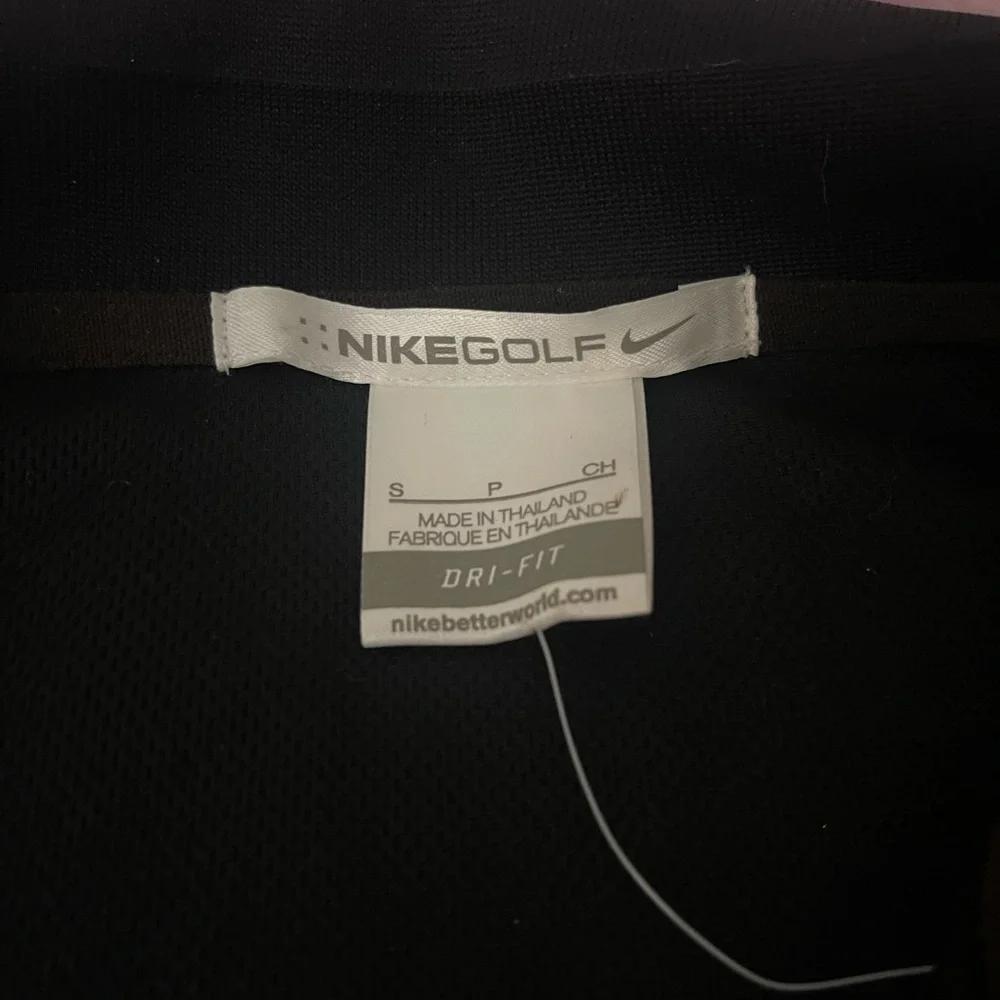 NIKEGOLF
S P CH
MADE IN THAILAND
FABRIQUE EN THAILANDE
DRI-FIT
nikebetterworld.com